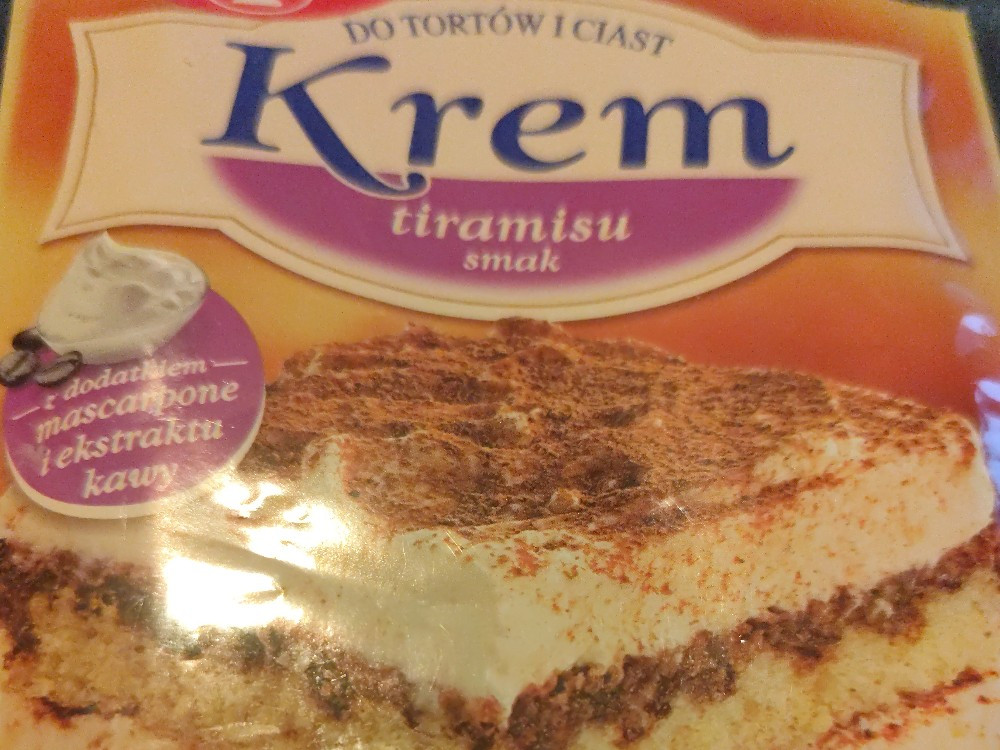 DO TORTÓW I CIAST
Krem
tiramisu
smak
z dodatkiem
mascarpone
i ekstraktu
kawy